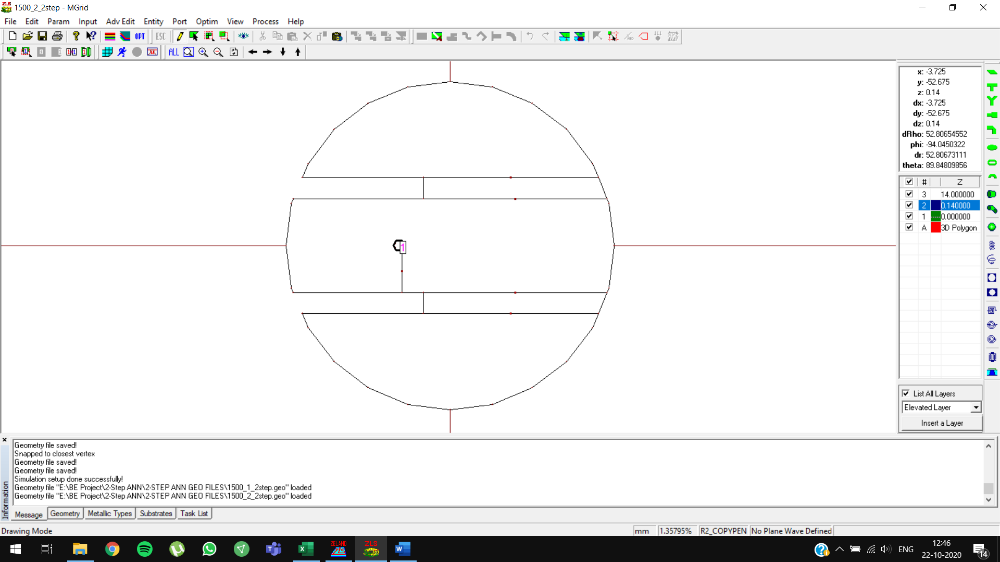 1500_2_2step - MGrid
File Edit Param Input Adv Edit Entity Port Optim View Process Help
OPT ESC
ALL
x: -3.725
y: -52.675
z: 0.14
dx: -3.725
dy: -52.675
dz: 0.14
dRho: 52.80654552
phi: -94.0450322
dr: 52.80673111
theta: 89.84809856
# Z
3 14.000000
2 0.140000
1 0.000000
A 3D Polygon
1
List All Layers
Elevated Layer
Insert a Layer
Information
Geometry file saved!
Snapped to closest vertex
Geometry file saved!
Geometry file saved!
Simulation setup done successfully!
Geometry file "E:\BE Project\2-Step ANN\2-STEP ANN GEO FILES\1500_1_2step.geo" loaded
Geometry file "E:\BE Project\2-Step ANN\2-STEP ANN GEO FILES\1500_2_2step.geo" loaded
Message Geometry Metallic Types Substrates Task List
Drawing Mode mm 1.35795% R2_COPYPEN No Plane Wave Defined
ZELAND ZLS
ENG 12:46
22-10-2020
14